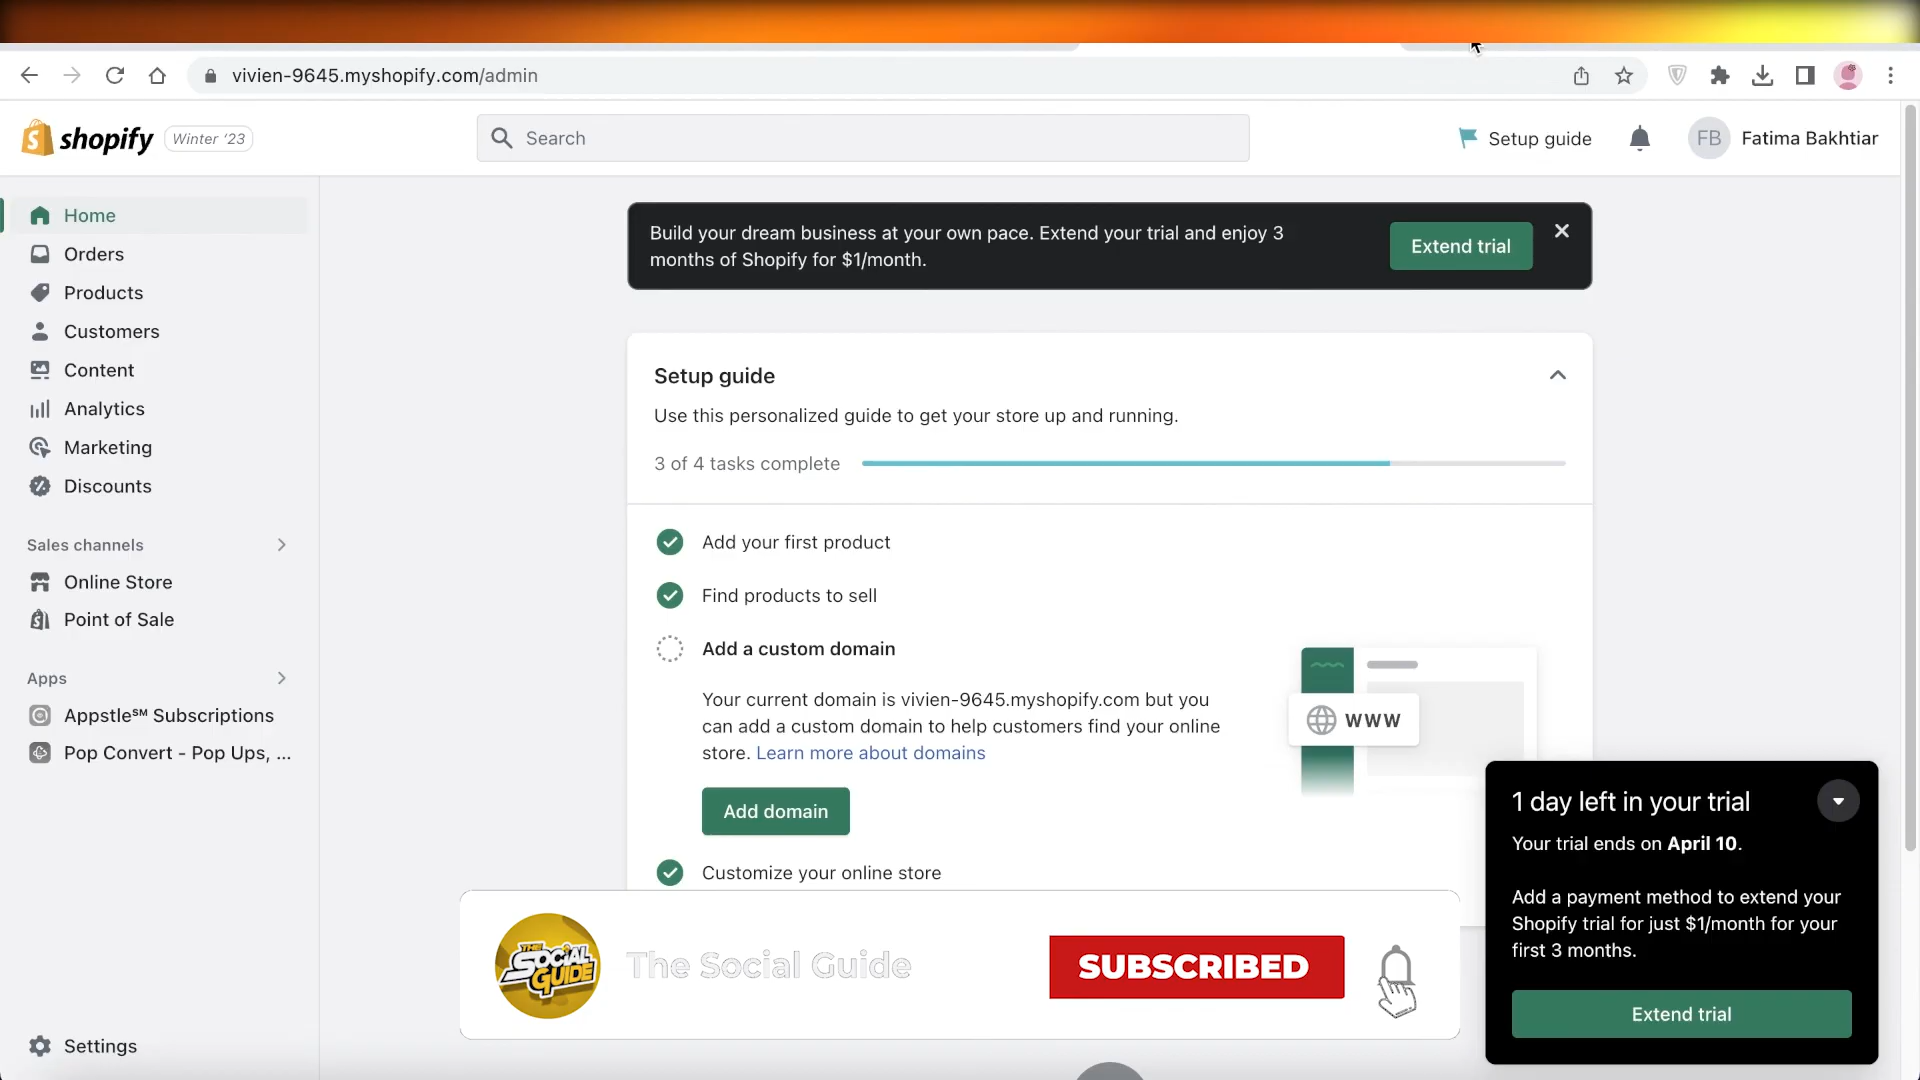 vivien-9645.myshopify.com/admin
shopify
Winter '23
Search
Setup guide
FB
Fatima Bakhtiar
Home
Orders
Products
Customers
Content
Analytics
Marketing
Discounts
Sales channels
Online Store
Point of Sale
Apps
Appstle℠ Subscriptions
Pop Convert - Pop Ups, ...
Settings
Build your dream business at your own pace. Extend your trial and enjoy 3
months of Shopify for $1/month.
Extend trial
Setup guide
Use this personalized guide to get your store up and running.
3 of 4 tasks complete
Add your first product
Find products to sell
Add a custom domain
Your current domain is vivien-9645.myshopify.com but you
can add a custom domain to help customers find your online
store. Learn more about domains
Add domain
WWW
Customize your online store
THE SOCIAL GUIDE
The Social Guide
SUBSCRIBED
1 day left in your trial
Your trial ends on April 10.
Add a payment method to extend your
Shopify trial for just $1/month for your
first 3 months.
Extend trial